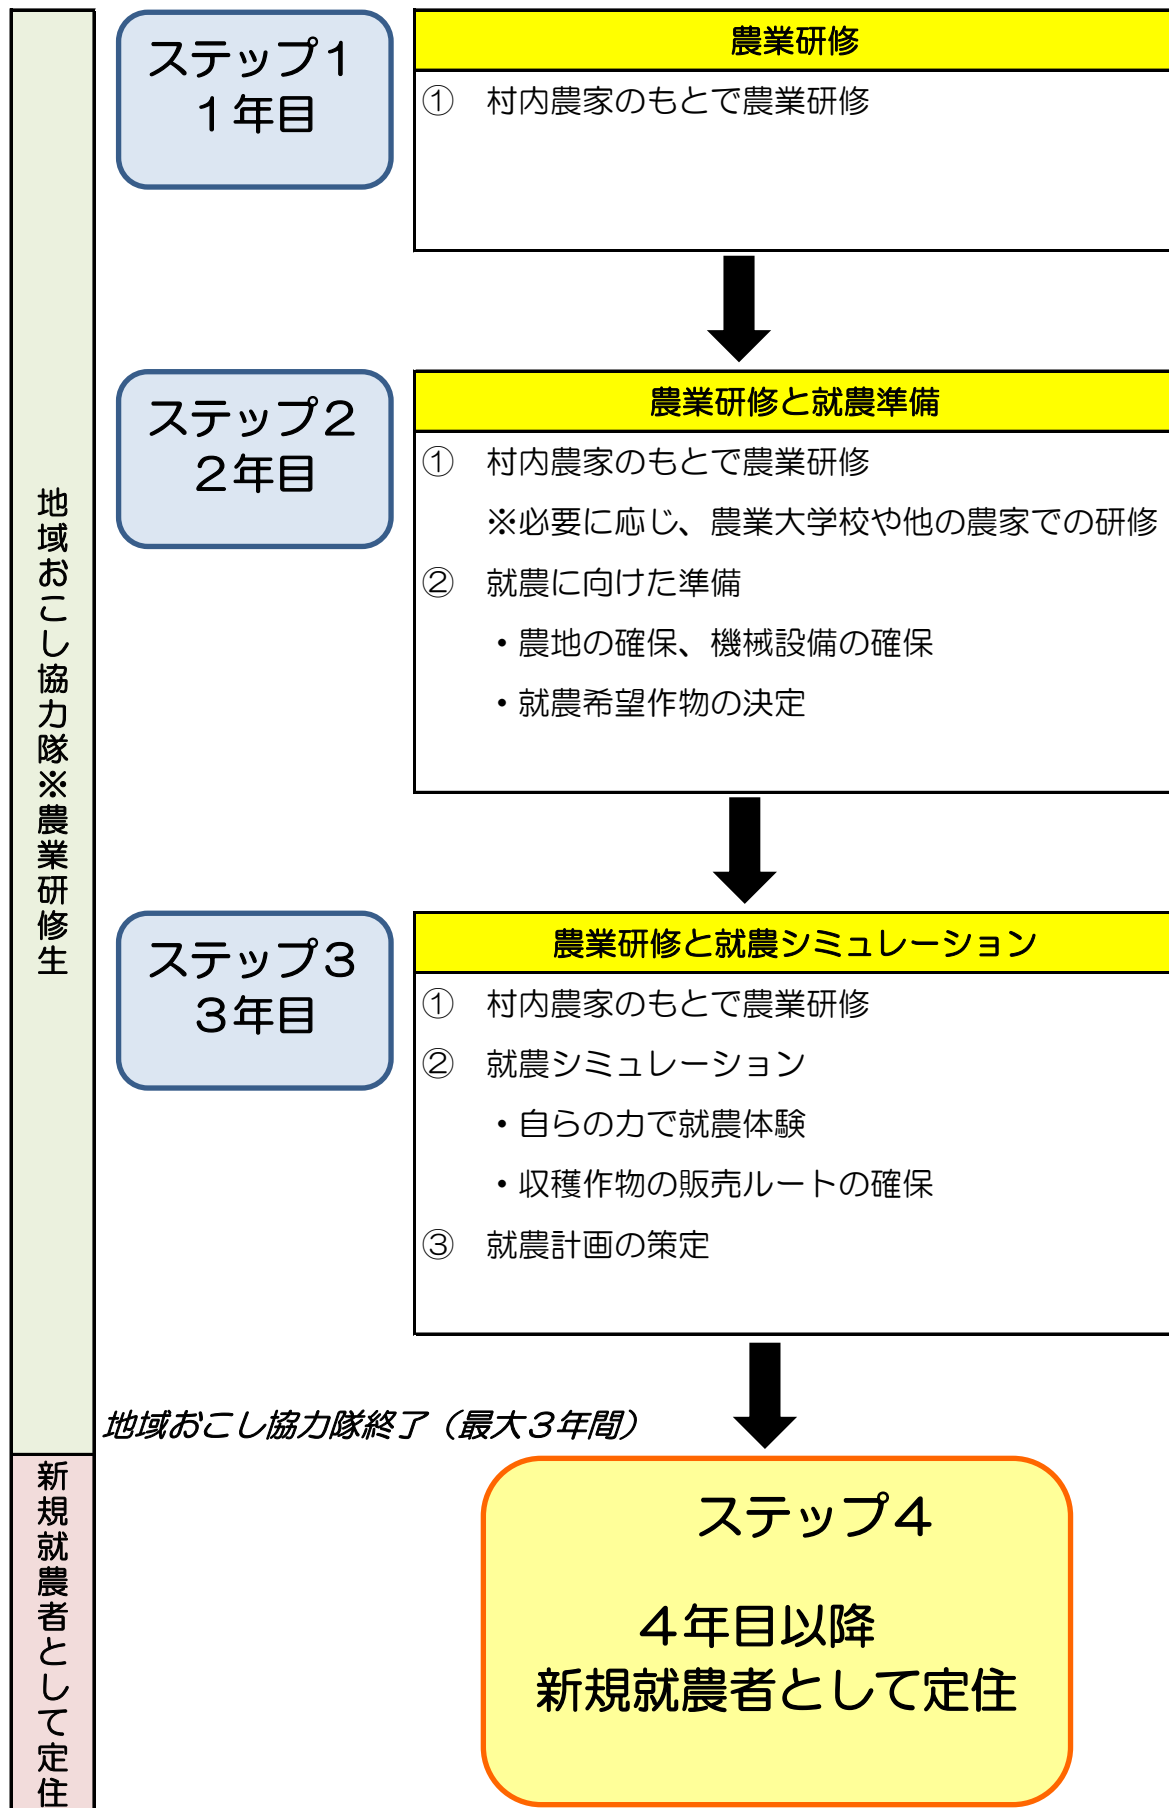 ステップ１
１年目
農業研修
①　村内農家のもとで農業研修
ステップ２
２年目
農業研修と就農準備
①　村内農家のもとで農業研修
※必要に応じ、農業大学校や他の農家での研修
②　就農に向けた準備
・農地の確保、機械設備の確保
・就農希望作物の決定
地域おこし協力隊※農業研修生
ステップ３
３年目
農業研修と就農シミュレーション
①　村内農家のもとで農業研修
②　就農シミュレーション
・自らの力で就農体験
・収穫作物の販売ルートの確保
③　就農計画の策定
地域おこし協力隊終了（最大３年間）
新規就農者として定住
ステップ４
４年目以降
新規就農者として定住